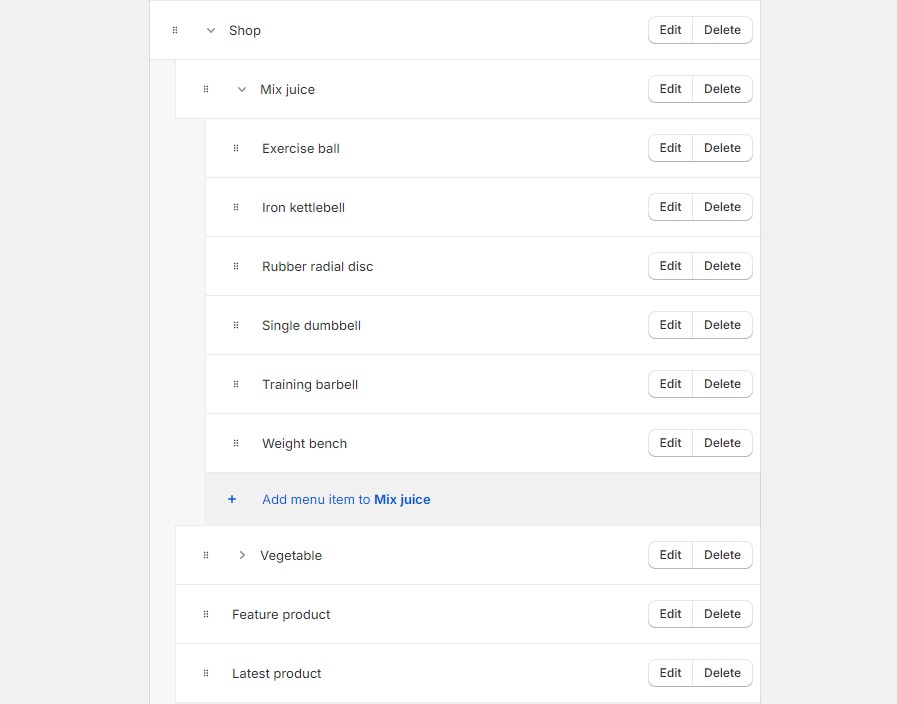 Shop Edit Delete
Mix juice Edit Delete
Exercise ball Edit Delete
Iron kettlebell Edit Delete
Rubber radial disc Edit Delete
Single dumbbell Edit Delete
Training barbell Edit Delete
Weight bench Edit Delete
+ Add menu item to Mix juice
Vegetable Edit Delete
Feature product Edit Delete
Latest product Edit Delete